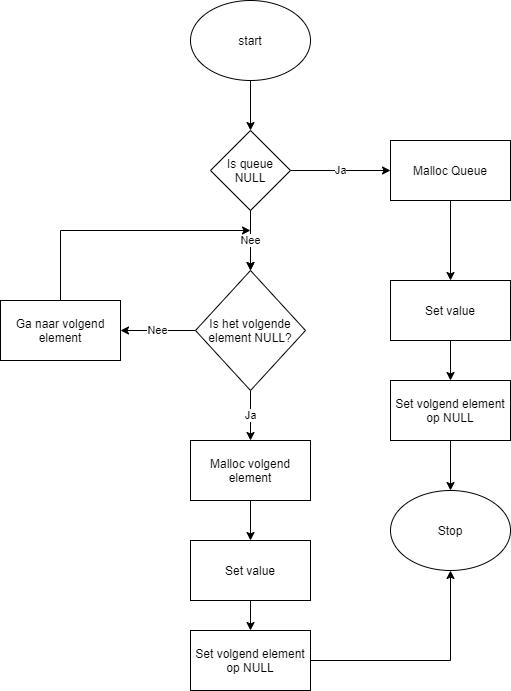 start
Is queue
NULL
Ja
Malloc Queue
Nee
Ga naar volgend
element
Nee
Is het volgende
element NULL?
Set value
Set volgend element
op NULL
Ja
Malloc volgend
element
Stop
Set value
Set volgend element
op NULL